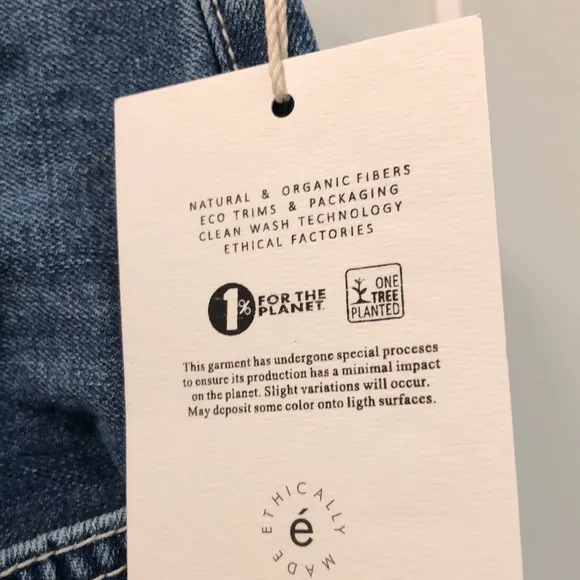 NATURAL & ORGANIC FIBERS
ECO TRIMS & PACKAGING
CLEAN WASH TECHNOLOGY
ETHICAL FACTORIES
1% FOR THE
PLANET.
ONE
TREE
PLANTED
This garment has undergone special proceses
to ensure its production has a minimal impact
on the planet. Slight variations will occur.
May deposit some color onto ligth surfaces.
ETHICALLY MADE
é